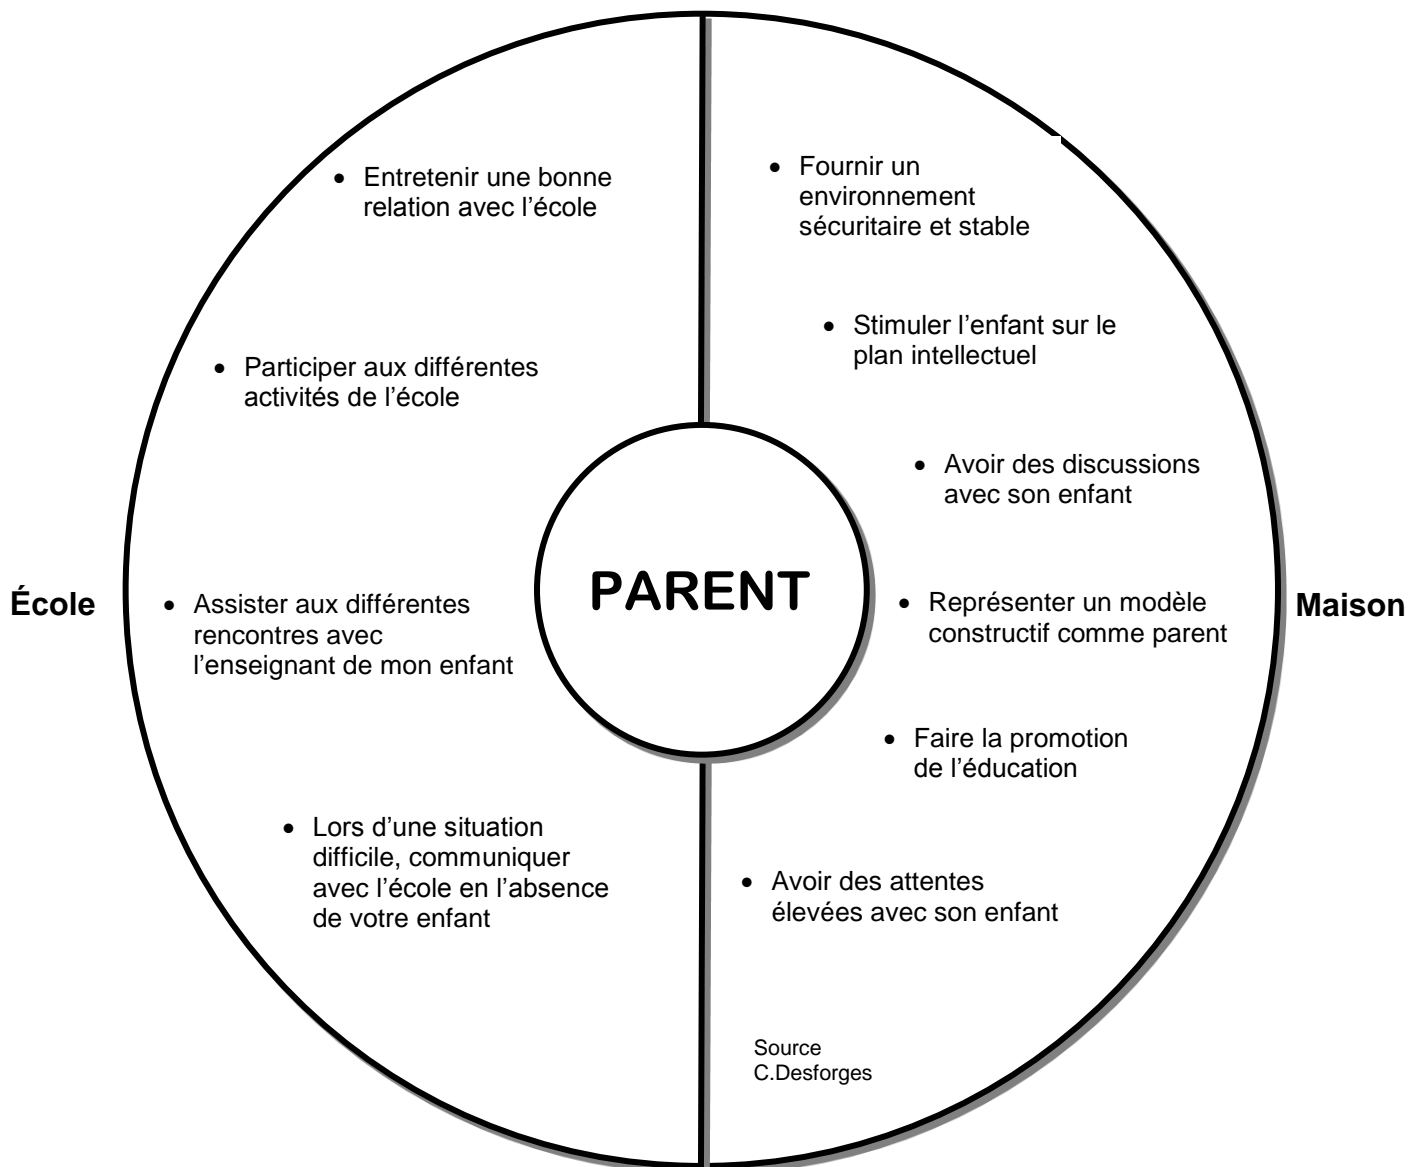 • Entretenir une bonne
relation avec l’école
• Participer aux différentes
activités de l’école
École
• Assister aux différentes
rencontres avec
l’enseignant de mon enfant
• Lors d’une situation
difficile, communiquer
avec l’école en l’absence
de votre enfant
PARENT
• Fournir un
environnement
sécuritaire et stable
• Stimuler l’enfant sur le
plan intellectuel
• Avoir des discussions
avec son enfant
• Représenter un modèle
constructif comme parent
Maison
• Faire la promotion
de l’éducation
• Avoir des attentes
élevées avec son enfant
Source
C.Desforges